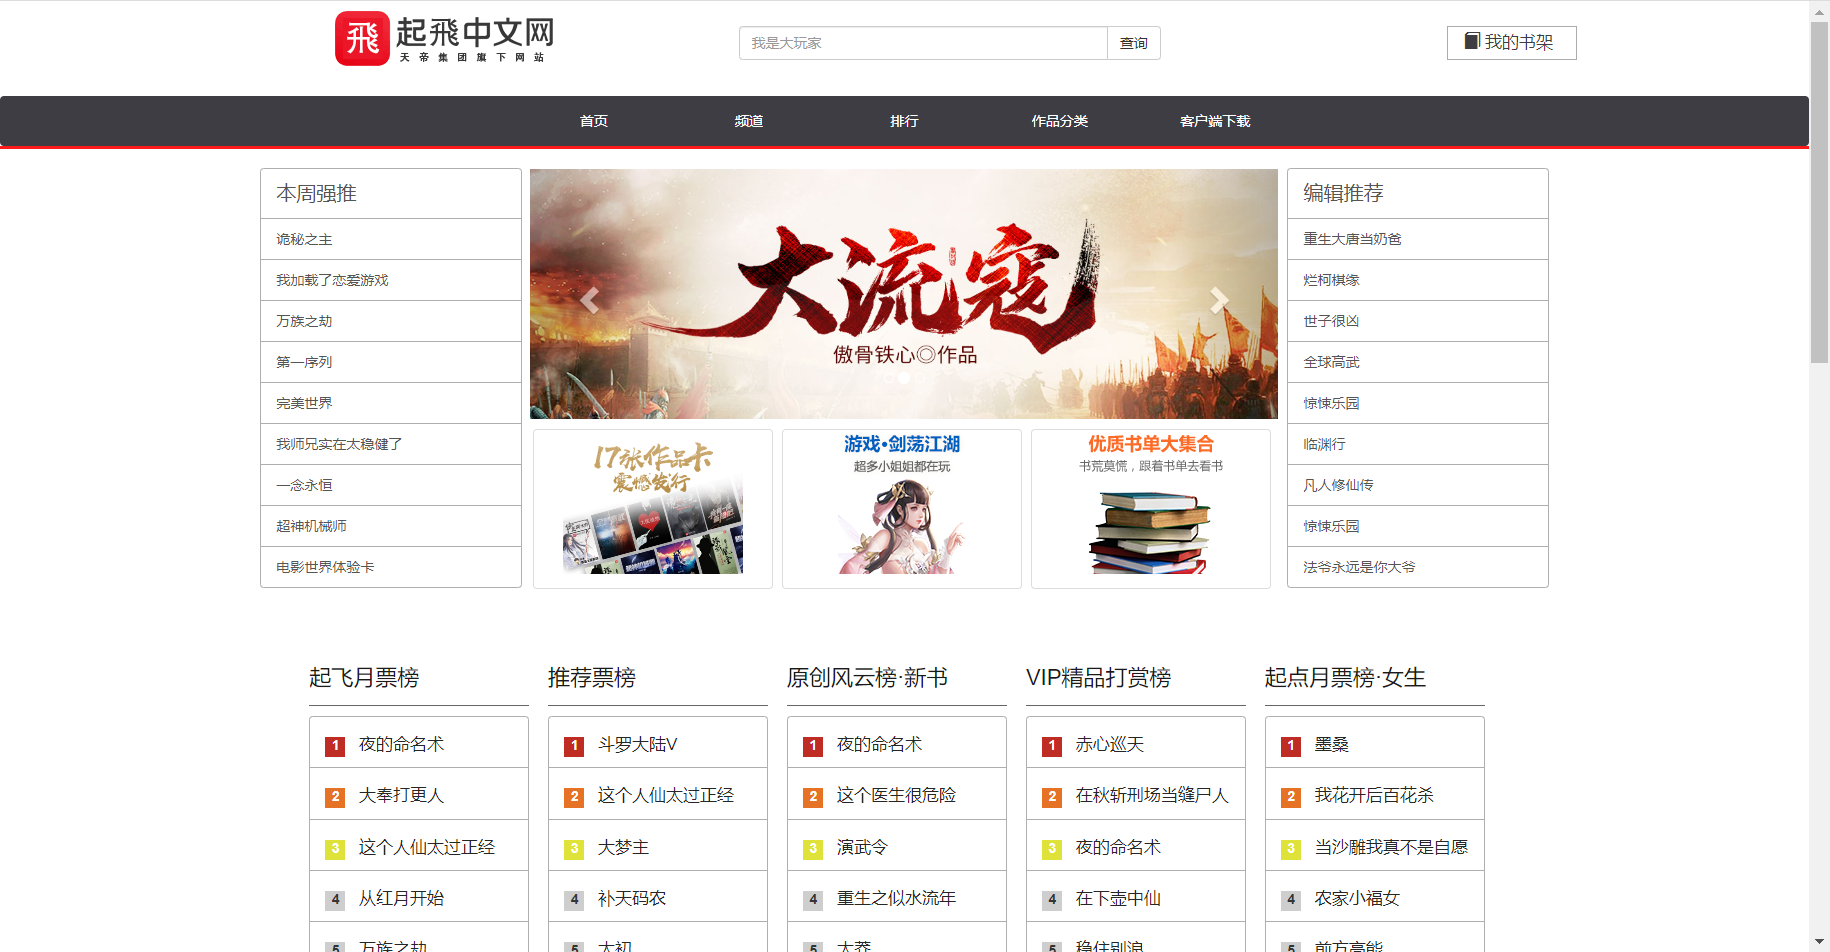 飛 起飛中文网
天帝集团旗下网站
我是大玩家
查询
我的书架
首页
频道
排行
作品分类
客户端下载
本周强推
诡秘之主
我加载了恋爱游戏
万族之劫
第一序列
完美世界
我师兄实在太稳健了
一念永恒
超神机械师
电影世界体验卡
大流寇
傲骨铁心◎作品
17张作品卡
震撼发行
游戏·剑荡江湖
超多小姐姐都在玩
优质书单大集合
书荒莫慌，跟着书单去看书
编辑推荐
重生大唐当奶爸
烂柯棋缘
世子很凶
全球高武
惊悚乐园
临渊行
凡人修仙传
惊悚乐园
法爷永远是你大爷
起飞月票榜
1 夜的命名术
2 大奉打更人
3 这个人仙太过正经
4 从红月开始
5 万族之劫
推荐票榜
1 斗罗大陆V
2 这个人仙太过正经
3 大梦主
4 补天码农
5 太初
原创风云榜·新书
1 夜的命名术
2 这个医生很危险
3 演武令
4 重生之似水流年
5 大莽
VIP精品打赏榜
1 赤心巡天
2 在秋斩刑场当缝尸人
3 夜的命名术
4 在下壶中仙
5 稳住别浪
起点月票榜·女生
1 墨桑
2 我花开后百花杀
3 当沙雕我真不是自愿
4 农家小福女
5 前方高能